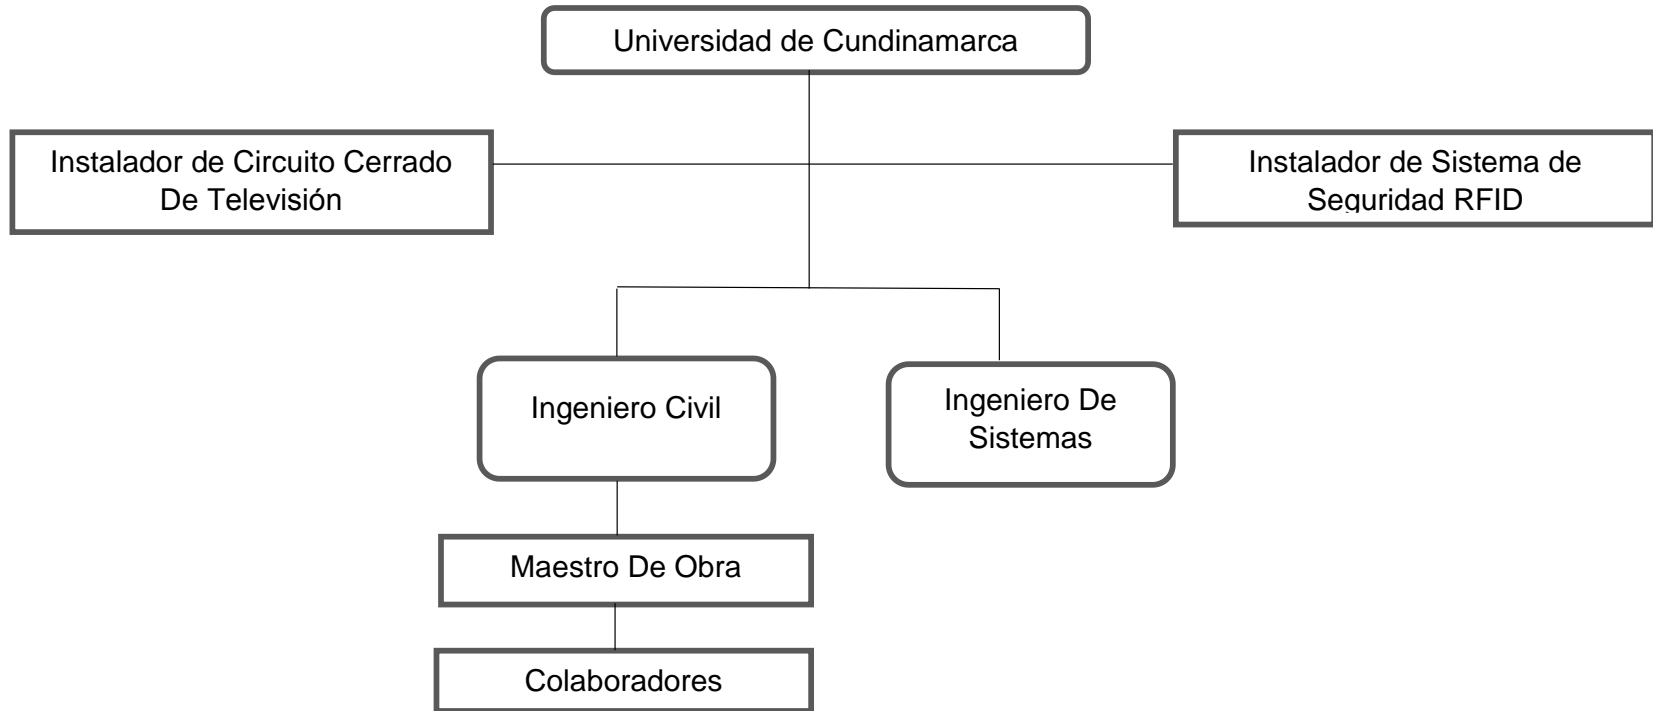 Universidad de Cundinamarca
Instalador de Circuito Cerrado
De Televisión
Instalador de Sistema de
Seguridad RFID
Ingeniero Civil
Ingeniero De
Sistemas
Maestro De Obra
Colaboradores